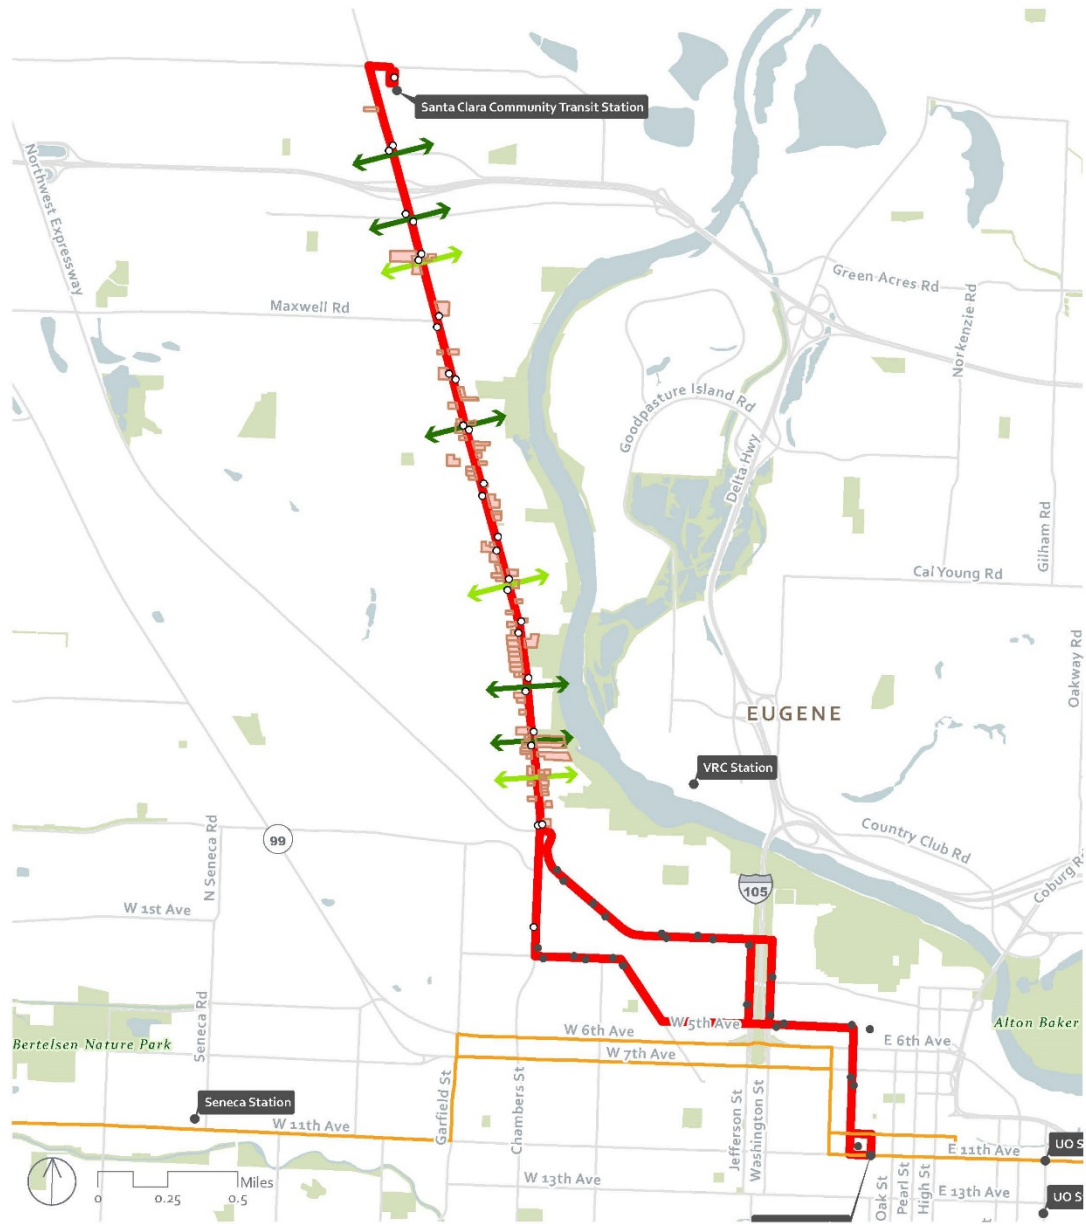 Santa Clara Community Transit Station
Northwest Expressway
Green Acres Rd
Maxwell Rd
Norkenzie Rd
Goodpasture Island Rd
Delta Hwy
Gilham Rd
Cal Young Rd
Oakway Rd
EUGENE
VRC Station
99
N Seneca Rd
Country Club Rd
Coburg R
105
W 1st Ave
Seneca Rd
W 5th Ave
W 6th Ave
Alton Baker
E 6th Ave
Bertelsen Nature Park
W 7th Ave
Garfield St
Chambers St
Jefferson St
Washington St
Seneca Station
W 11th Ave
UO S
E 11th Ave
Miles
0 0.25 0.5
W 13th Ave
Oak St
Pearl St
High St
E 13th Ave
UO S